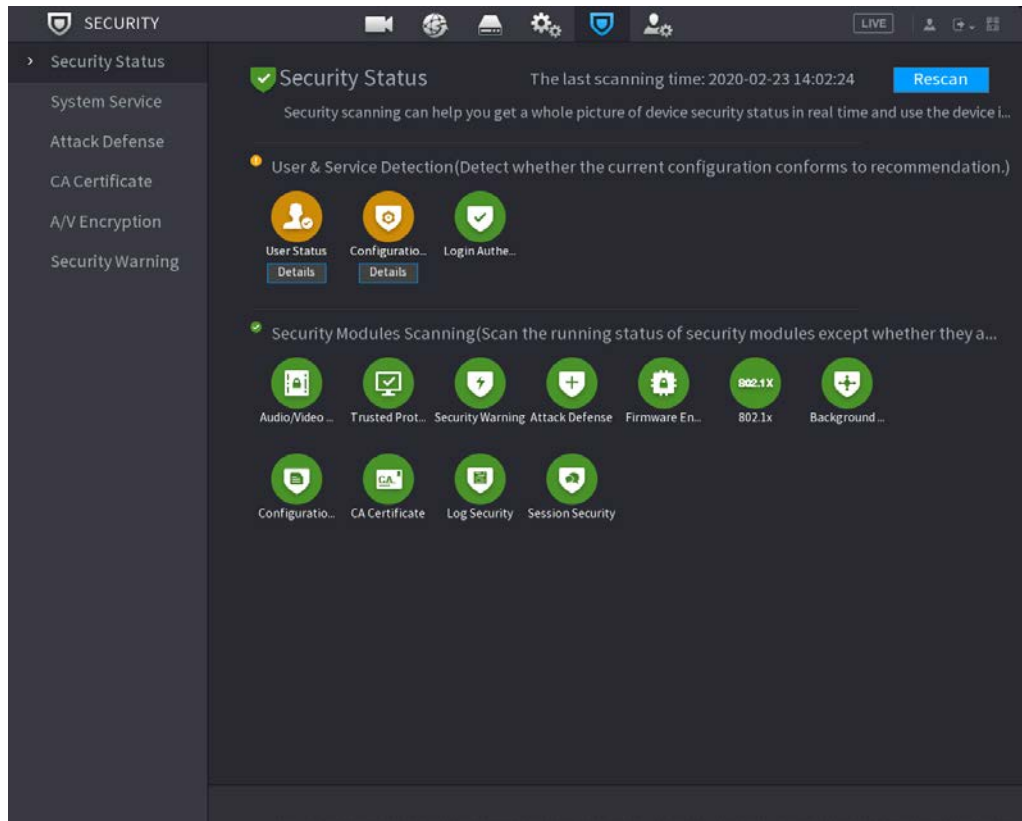 SECURITY
LIVE
Security Status
System Service
Attack Defense
CA Certificate
A/V Encryption
Security Warning
Security Status The last scanning time: 2020-02-23 14:02:24 Rescan
Security scanning can help you get a whole picture of device security status in real time and use the device i...
User & Service Detection(Detect whether the current configuration conforms to recommendation.)
User Status Configuratio... Login Authe...
Details Details
Security Modules Scanning(Scan the running status of security modules except whether they a...
802.1X
Audio/Video ... Trusted Prot... Security Warning Attack Defense Firmware En... 802.1x Background ...
CA
Configuratio... CA Certificate Log Security Session Security